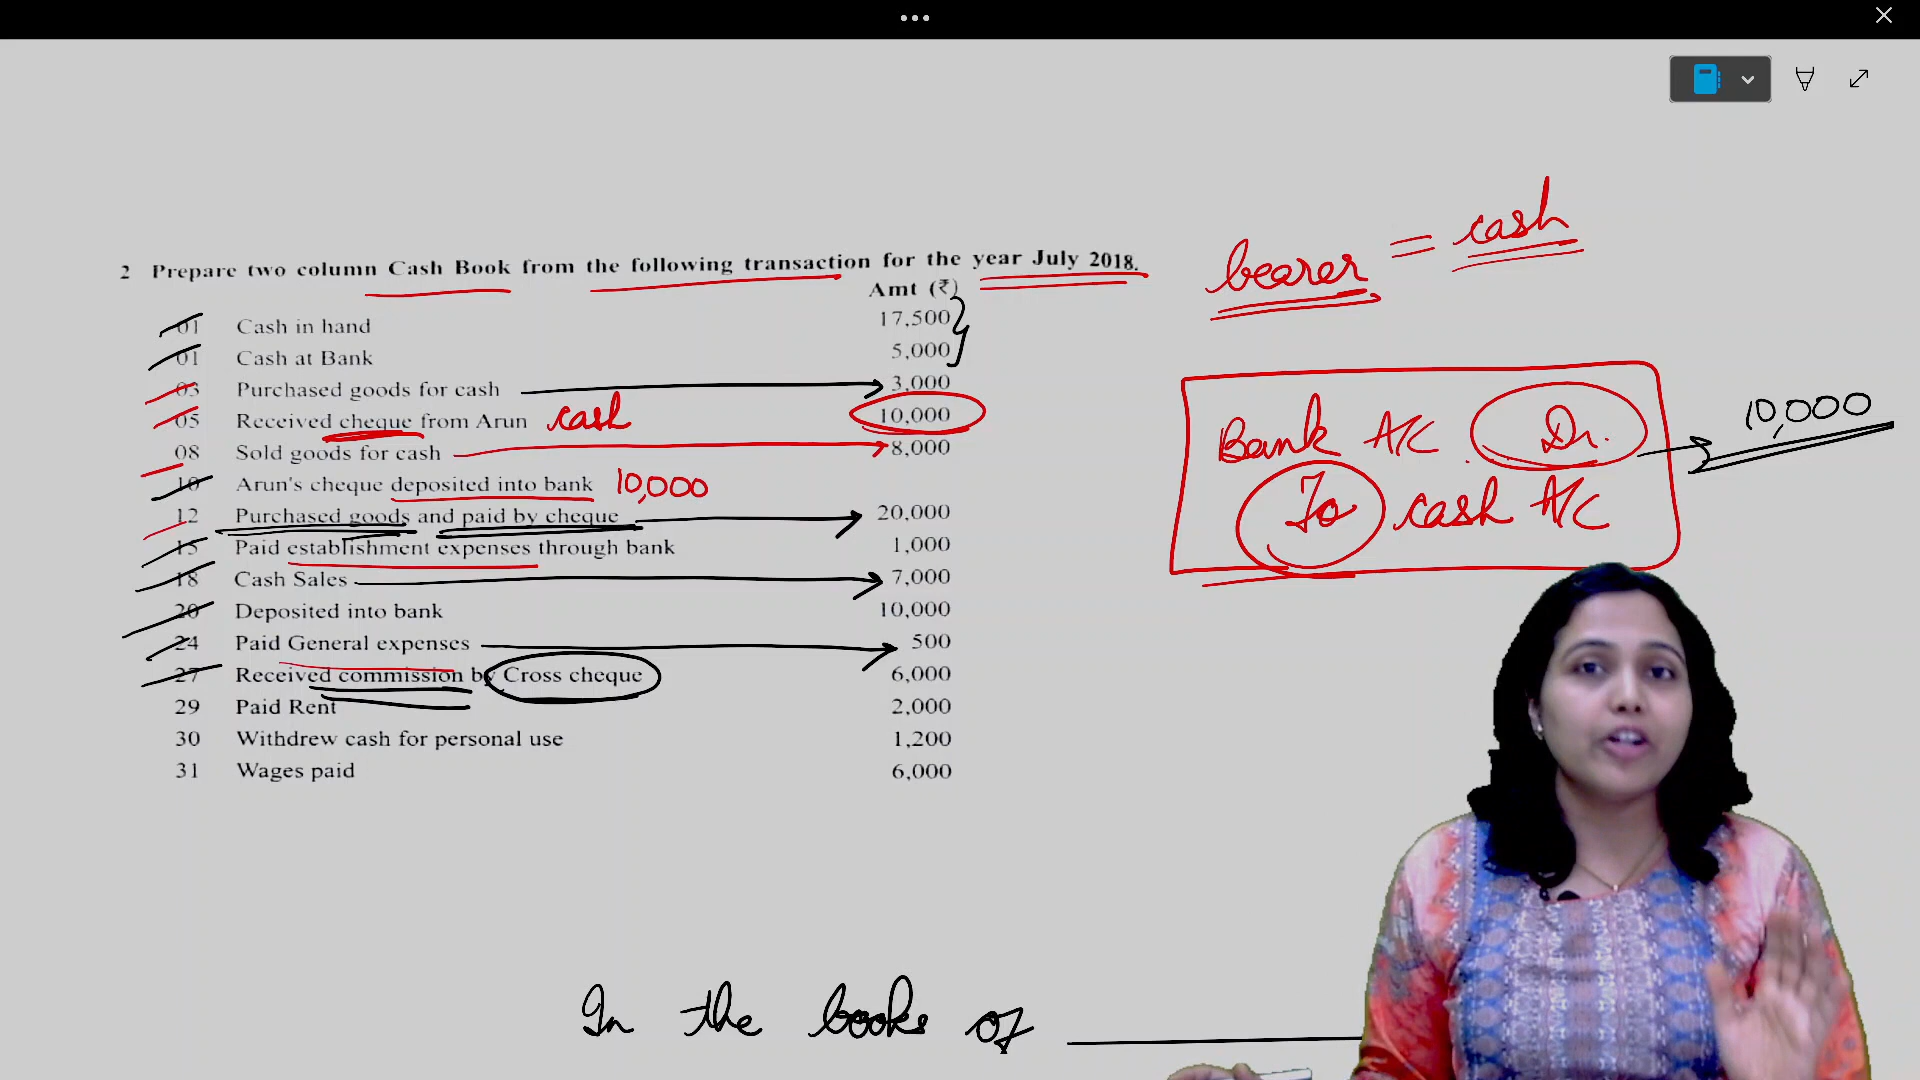 2 Prepare two column Cash Book from the following transaction for the year July 2018.
Amt (₹)
01 Cash in hand 17,500
01 Cash at Bank 5,000
03 Purchased goods for cash 3,000
05 Received cheque from Arun cash 10,000
08 Sold goods for cash 8,000
10 Arun's cheque deposited into bank 10,000
12 Purchased goods and paid by cheque 20,000
15 Paid establishment expenses through bank 1,000
18 Cash Sales 7,000
20 Deposited into bank 10,000
24 Paid General expenses 500
27 Received commission by Cross cheque 6,000
29 Paid Rent 2,000
30 Withdrew cash for personal use 1,200
31 Wages paid 6,000
bearer = cash
Bank A/C Dr. 10,000
To cash A/C
In the books of